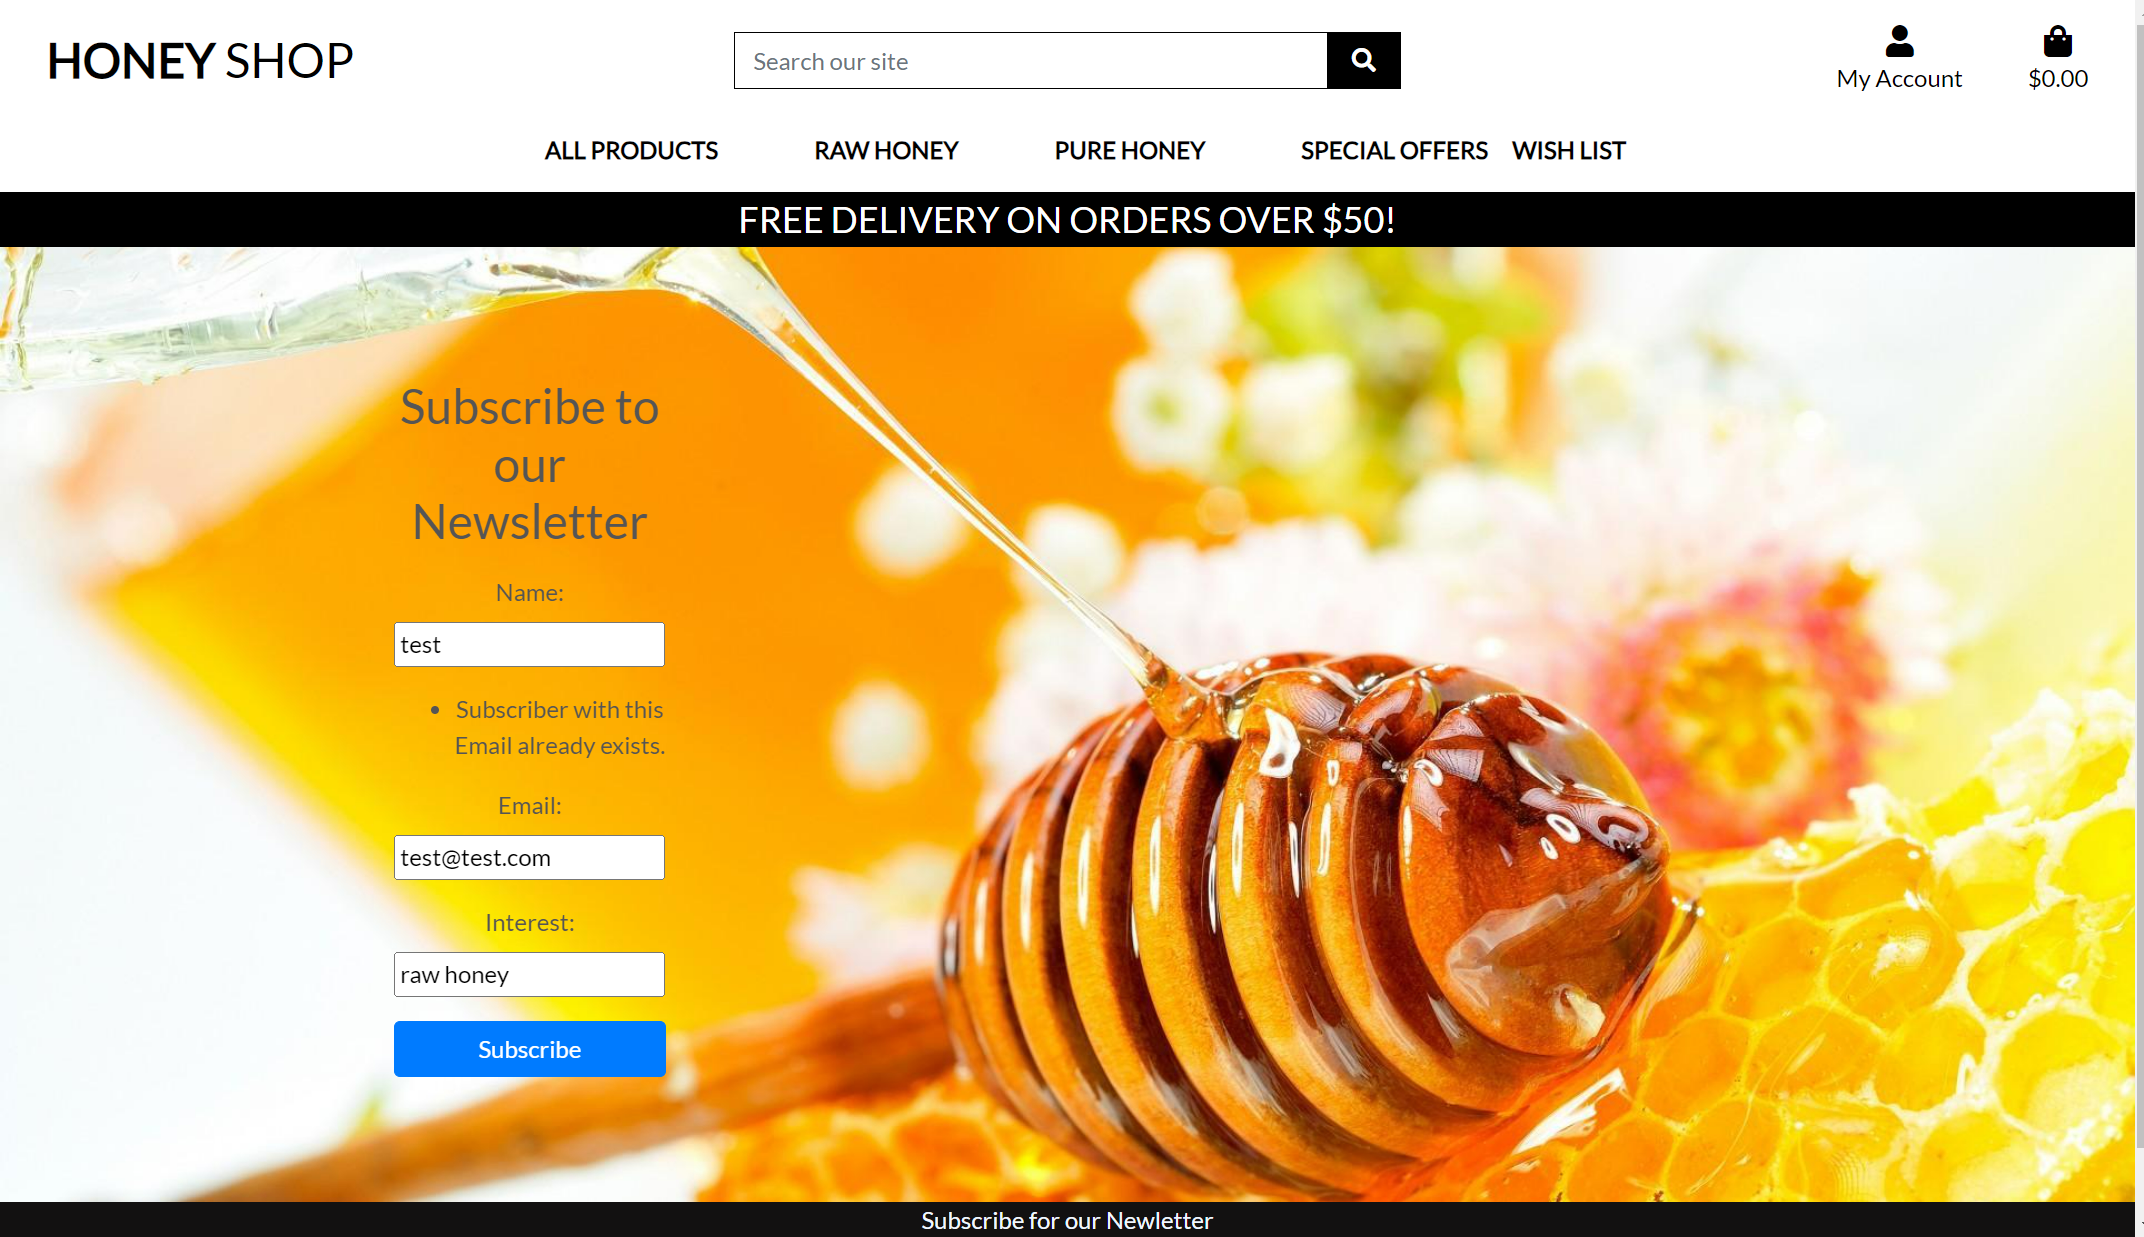 HONEY SHOP
Search our site
My Account
$0.00
ALL PRODUCTS
RAW HONEY
PURE HONEY
SPECIAL OFFERS
WISH LIST
FREE DELIVERY ON ORDERS OVER $50!
Subscribe to
our
Newsletter
Name:
test
• Subscriber with this
Email already exists.
Email:
test@test.com
Interest:
raw honey
Subscribe
Subscribe for our Newletter